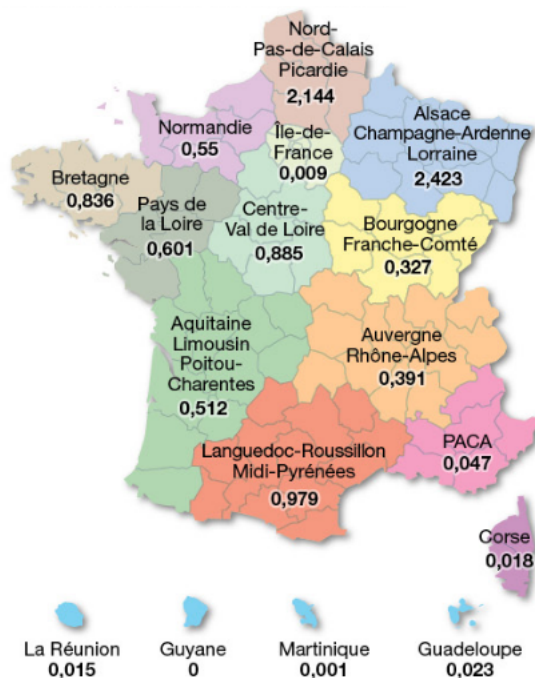 Nord-
Pas-de-Calais
Picardie
2,144
Alsace
Champagne-Ardenne
Lorraine
2,423
Normandie
0,55
Île-de-
France
0,009
Bretagne
0,836
Pays de
la Loire
0,601
Centre-
Val de Loire
0,885
Bourgogne
Franche-Comté
0,327
Aquitaine
Limousin
Poitou-
Charentes
0,512
Auvergne
Rhône-Alpes
0,391
Languedoc-Roussillon
Midi-Pyrénées
0,979
PACA
0,047
Corse
0,018
La Réunion
0,015
Guyane
0
Martinique
0,001
Guadeloupe
0,023